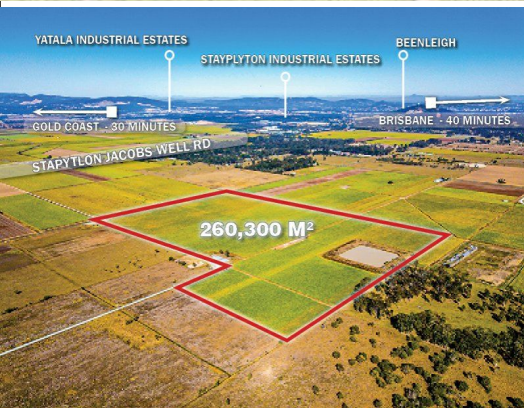 YATALA INDUSTRIAL ESTATES
STAYPLYTON INDUSTRIAL ESTATES
BEENLEIGH
GOLD COAST - 30 MINUTES
BRISBANE - 40 MINUTES
STAPYTLON JACOBS WELL RD
260,300 M²